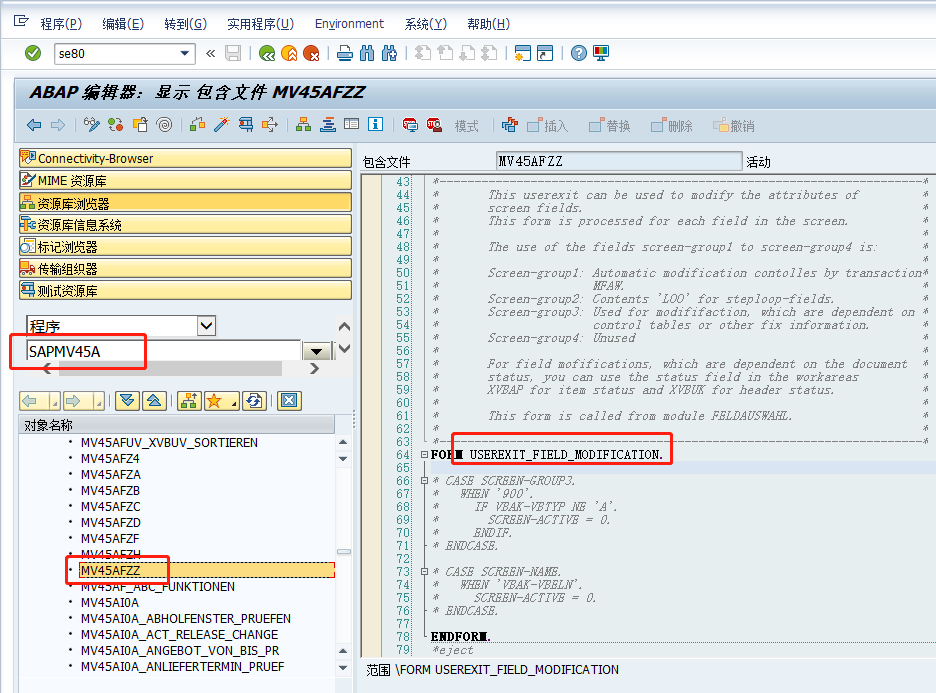 程序(P) 编辑(E) 转到(G) 实用程序(U) Environment 系统(Y) 帮助(H)
se80
ABAP 编辑器: 显示 包含文件 MV45AFZZ
模式 插入 替换 删除 撤销
Connectivity-Browser
MIME 资源库
资源库浏览器
资源库信息系统
标记浏览器
传输组织器
测试资源库
程序
SAPMV45A
对象名称
MV45AFUV_XVBUV_SORTIEREN
MV45AFZ4
MV45AFZA
MV45AFZB
MV45AFZC
MV45AFZD
MV45AFZF
MV45AFZH
MV45AFZZ
MV45AF_ABC_FUNKTIONEN
MV45AI0A
MV45AI0A_ABHOLFENSTER_PRUEFEN
MV45AI0A_ACT_RELEASE_CHANGE
MV45AI0A_ANGEBOT_VON_BIS_PR
MV45AI0A_ANLIEFERTERMIN_PRUEF
包含文件 MV45AFZZ 活动
43 *---------------------------------------------------------------------*
44 * This userexit can be used to modify the attributes of *
45 * screen fields. *
46 * This form is processed for each field in the screen. *
47 * *
48 * The use of the fields screen-group1 to screen-group4 is: *
49 * *
50 * Screen-group1: Automatic modification contolles by transaction*
51 * MFAW. *
52 * Screen-group2: Contents 'LOO' for steploop-fields. *
53 * Screen-group3: Used for modififaction, which are dependent on *
54 * control tables or other fix information. *
55 * Screen-group4: Unused *
56 * *
57 * For field mofifications, which are dependent on the document *
58 * status, you can use the status field in the workareas *
59 * XVBAP for item status and XVBUK for header status. *
60 * *
61 * This form is called from module FELDAUSWAHL. *
62 * *
63 *---------------------------------------------------------------------*
64 FORM USEREXIT_FIELD_MODIFICATION.
65
66 * CASE SCREEN-GROUP3.
67 * WHEN '900'.
68 * IF VBAK-VBTYP NE 'A'.
69 * SCREEN-ACTIVE = 0.
70 * ENDIF.
71 * ENDCASE.
72
73 * CASE SCREEN-NAME.
74 * WHEN 'VBAK-VBELN'.
75 * SCREEN-ACTIVE = 0.
76 * ENDCASE.
77
78 ENDFORM.
79 *eject
范围 \FORM USEREXIT_FIELD_MODIFICATION